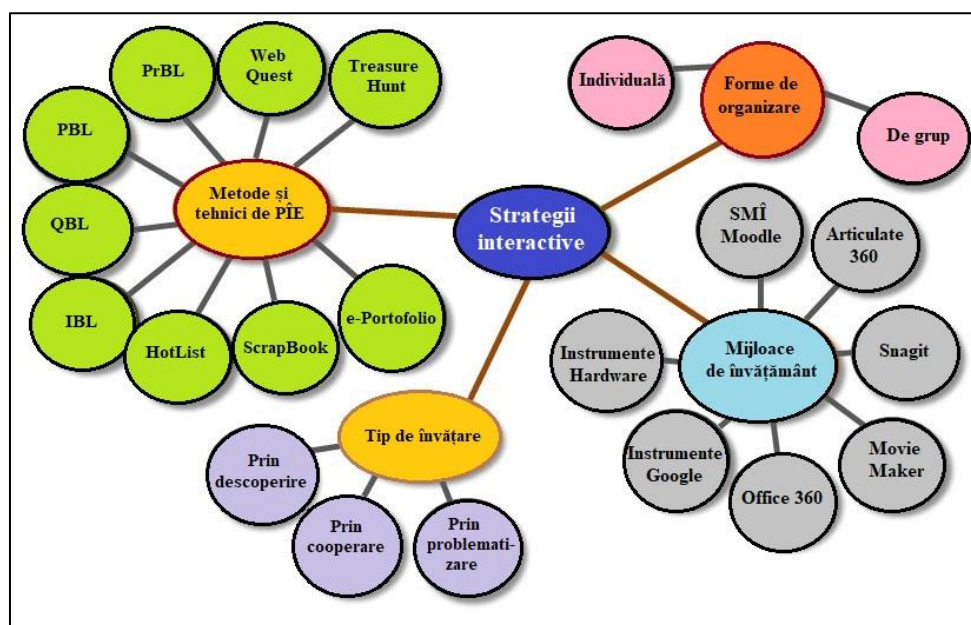 PrBL
Web
Quest
Treasure
Hunt
PBL
QBL
IBL
HotList
ScrapBook
e-Portofolio
Metode și
tehnici de PÎE
Strategii
interactive
Forme de
organizare
Individuală
De grup
SMÎ
Moodle
Articulate
360
Snagit
Movie
Maker
Office 360
Instrumente
Google
Instrumente
Hardware
Mijloace
de învățământ
Tip de învățare
Prin
descoperire
Prin
cooperare
Prin
problemati-
zare